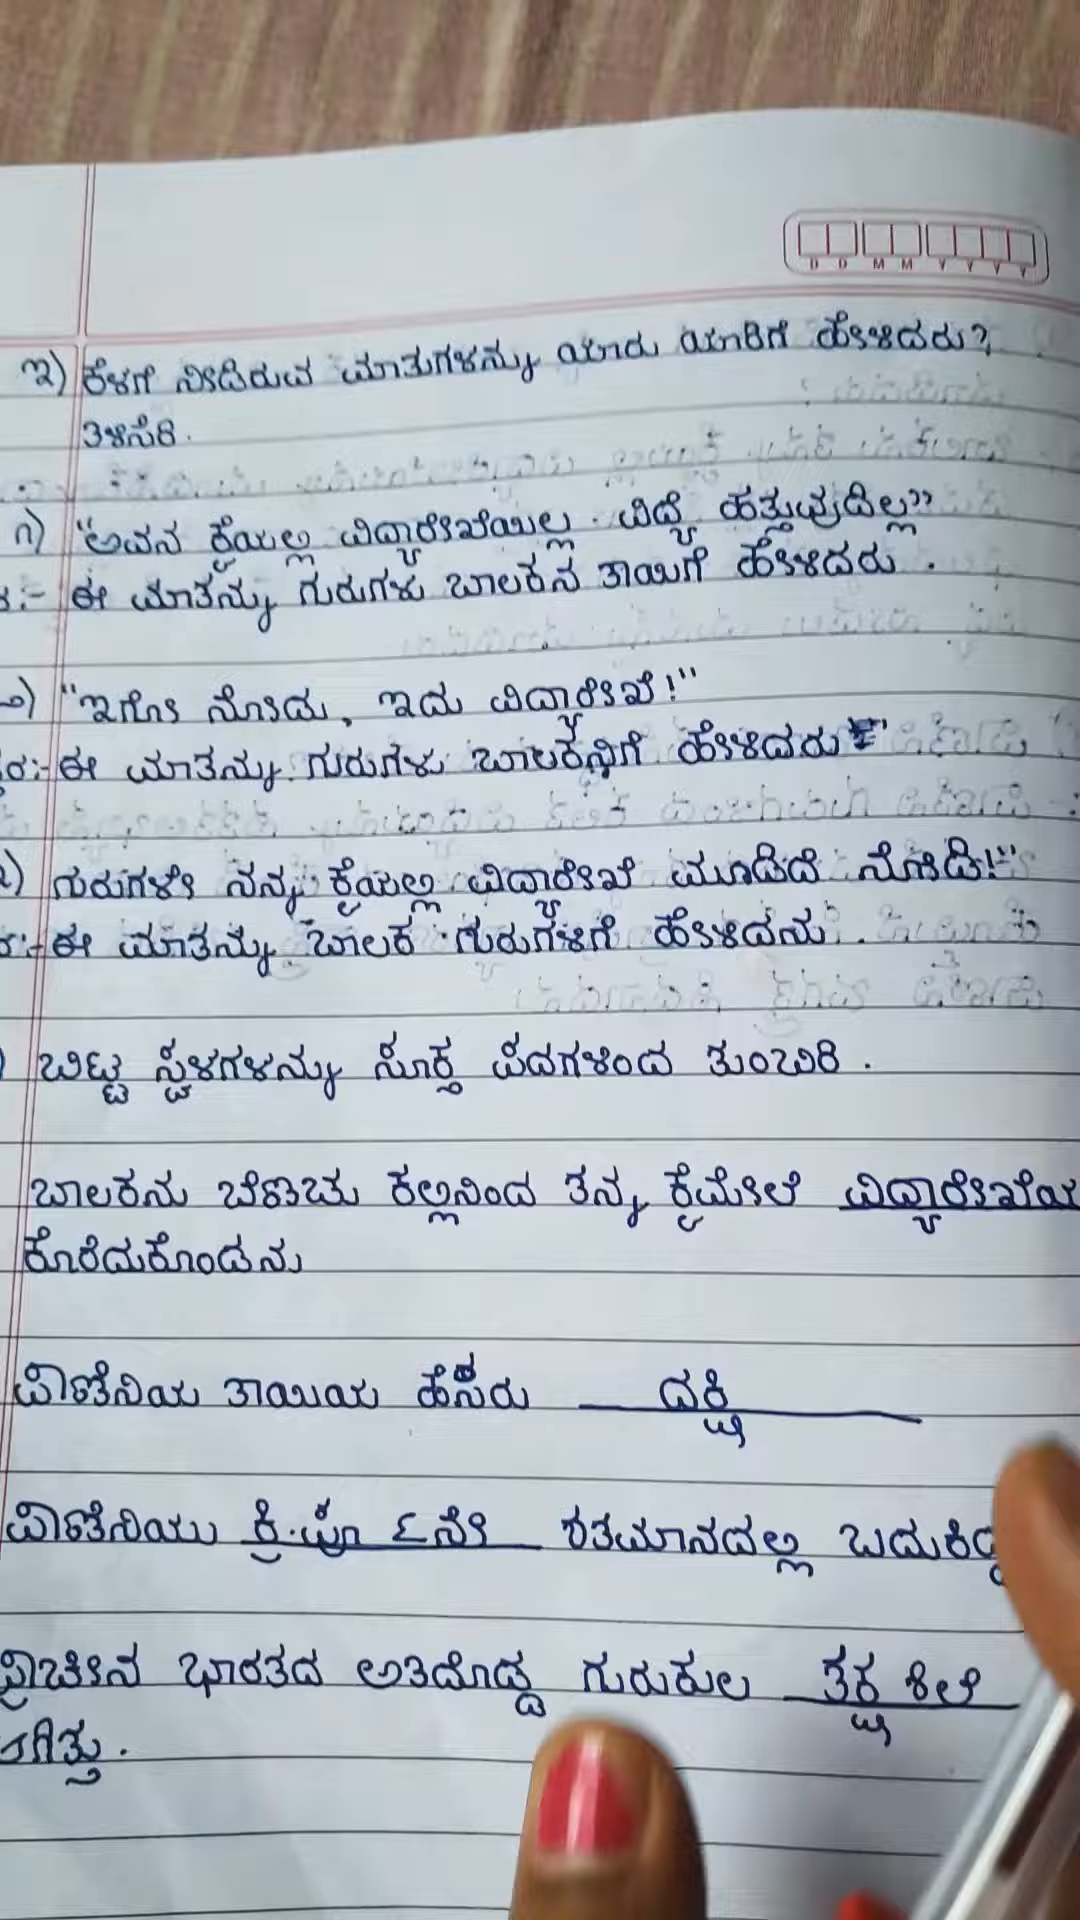 D D M M Y Y Y Y
ಇ) ಕೆಳಗೆ ನೀಡಿರುವ ಮಾತುಗಳನ್ನು ಯಾರು ಯಾರಿಗೆ ಹೇಳಿದರು?
ತಿಳಿಸಿರಿ.
೧) "ಅವನ ಕೈಯಲ್ಲಿ ವಿದ್ಯಾರೇಖೆಯಿಲ್ಲ. ವಿದ್ಯೆ ಹತ್ತುವುದಿಲ್ಲ"
:- ಈ ಮಾತನ್ನು ಗುರುಗಳು ಬಾಲಕನ ತಾಯಿಗೆ ಹೇಳಿದರು.
೨) "ಇಗೋ ನೋಡು, ಇದು ವಿದ್ಯಾರೇಖೆ!"
:- ಈ ಮಾತನ್ನು ಗುರುಗಳು ಬಾಲಕನಿಗೆ ಹೇಳಿದರು
) ಗುರುಗಳೇ ನನ್ನ ಕೈಯಲ್ಲಿ ವಿದ್ಯಾರೇಖೆ ಮೂಡಿದೆ ನೋಡಿ!"
:- ಈ ಮಾತನ್ನು ಬಾಲಕ ಗುರುಗಳಿಗೆ ಹೇಳಿದನು.
) ಬಿಟ್ಟ ಸ್ಥಳಗಳನ್ನು ಸೂಕ್ತ ಪದಗಳಿಂದ ತುಂಬಿರಿ.
ಬಾಲಕನು ಬೆಣಚು ಕಲ್ಲಿನಿಂದ ತನ್ನ ಕೈಮೇಲೆ ವಿದ್ಯಾರೇಖೆಯ
ಕೊರೆದುಕೊಂಡನು
ಪಾಣಿನಿಯ ತಾಯಿಯ ಹೆಸರು ದಕ್ಷಿ
ಪಾಣಿನಿಯು ಕ್ರಿ.ಪೂ ೬ನೇ ಶತಮಾನದಲ್ಲಿ ಬದುಕಿದ್ದ
ಪ್ರಾಚೀನ ಭಾರತದ ಅತಿದೊಡ್ಡ ಗುರುಕುಲ ತಕ್ಷಶಿಲೆ
ಗಿತ್ತು.